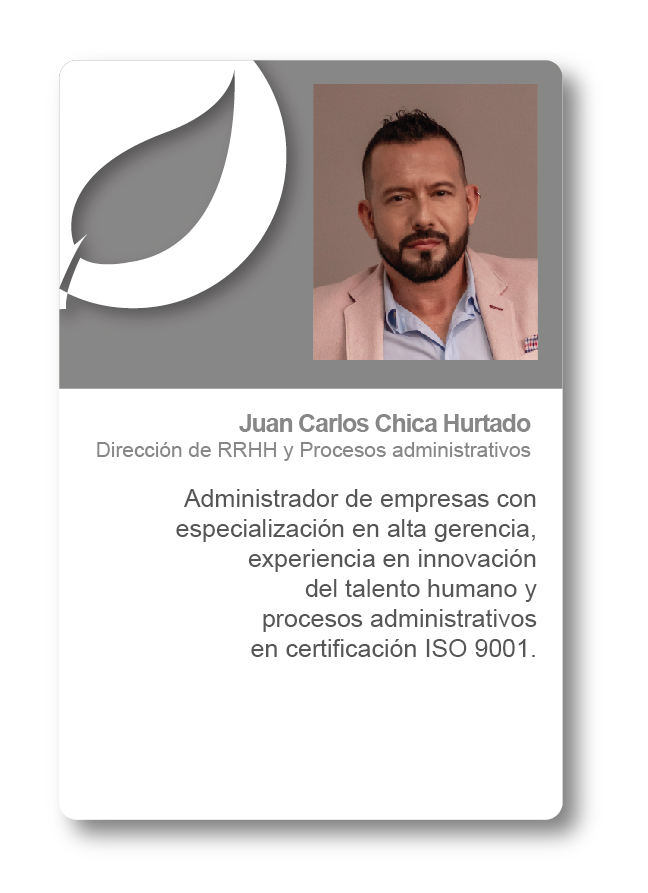 Juan Carlos Chica Hurtado
Dirección de RRHH y Procesos administrativos
Administrador de empresas con
especialización en alta gerencia,
experiencia en innovación
del talento humano y
procesos administrativos
en certificación ISO 9001.